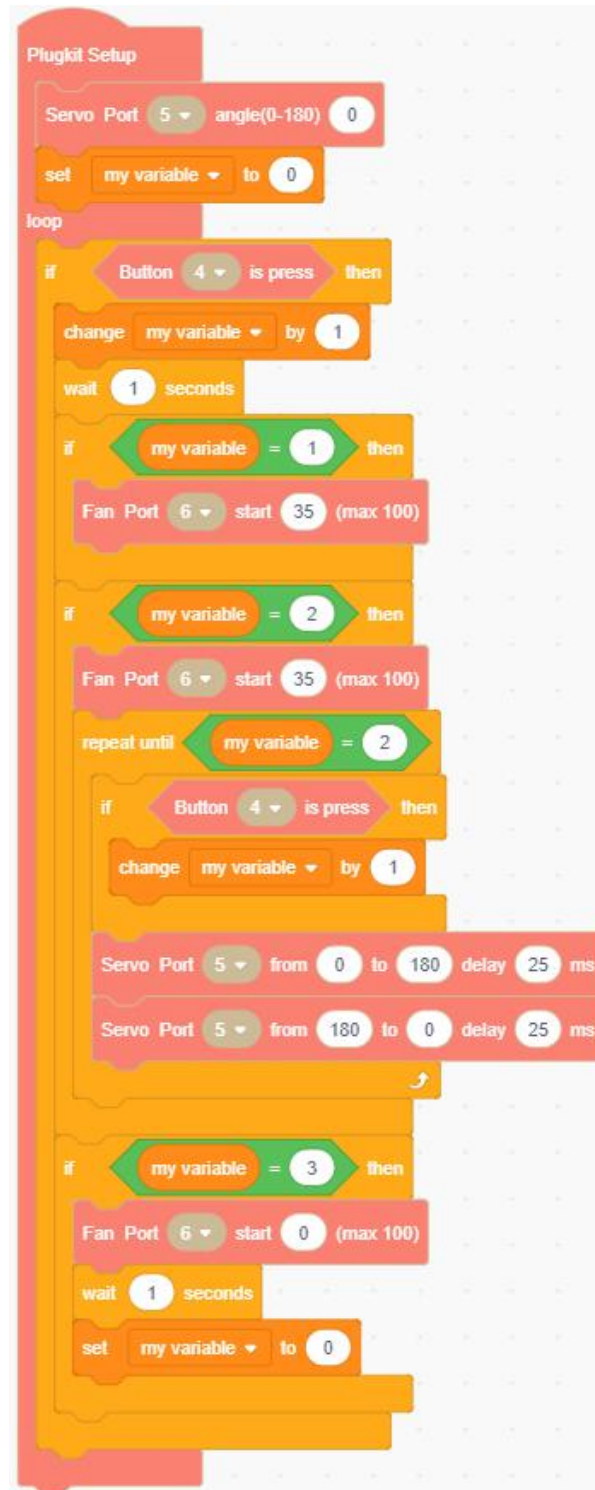 Plugkit Setup
Servo Port 5 angle(0-180) 0
set my variable to 0
loop
if Button 4 is press then
change my variable by 1
wait 1 seconds
if my variable = 1 then
Fan Port 6 start 35 (max 100)
if my variable = 2 then
Fan Port 6 start 35 (max 100)
repeat until my variable = 2
if Button 4 is press then
change my variable by 1
Servo Port 5 from 0 to 180 delay 25 ms
Servo Port 5 from 180 to 0 delay 25 ms
if my variable = 3 then
Fan Port 6 start 0 (max 100)
wait 1 seconds
set my variable to 0